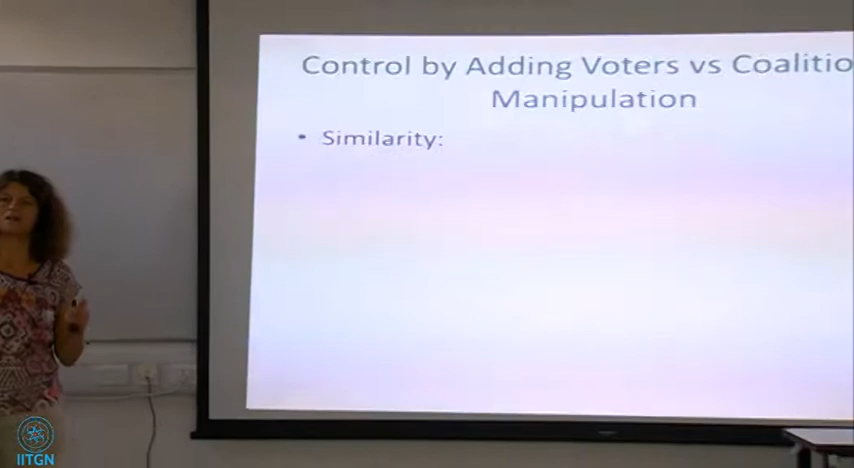 Control by Adding Voters vs Coalitio
Manipulation
• Similarity:
IITGN